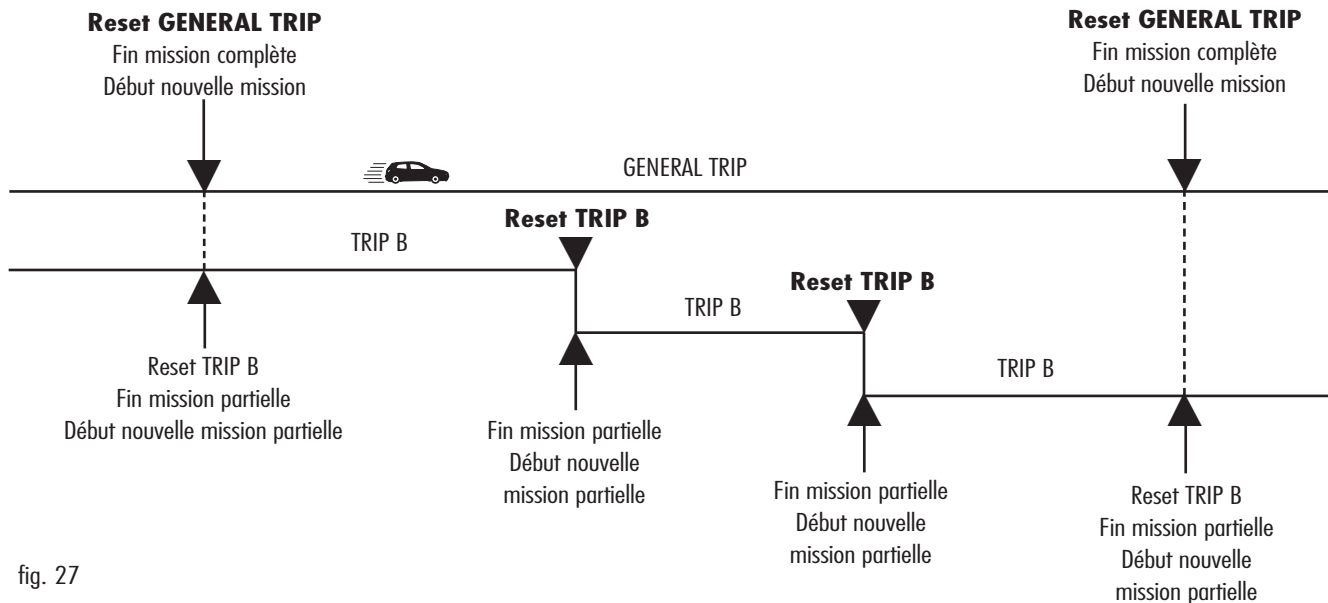 Reset GENERAL TRIP
Fin mission complète
Début nouvelle mission
Reset GENERAL TRIP
Fin mission complète
Début nouvelle mission
GENERAL TRIP
Reset TRIP B
TRIP B
Reset TRIP B
TRIP B
TRIP B
Reset TRIP B
Fin mission partielle
Début nouvelle mission partielle
Fin mission partielle
Début nouvelle
mission partielle
Fin mission partielle
Début nouvelle
mission partielle
Reset TRIP B
Fin mission partielle
Début nouvelle
mission partielle
fig. 27